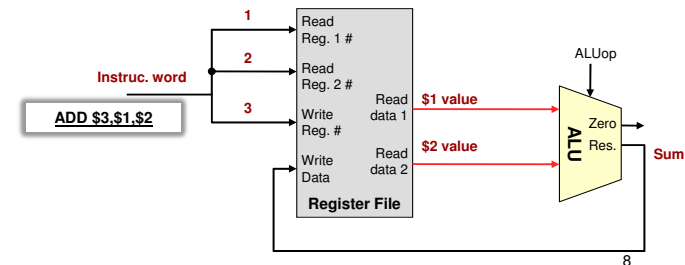 Instruc. word
ADD $3,$1,$2
1
2
3
Read
Reg. 1 #
Read
Reg. 2 #
Write
Reg. #
Write
Data
Read
data 1
Read
data 2
Register File
$1 value
$2 value
ALUop
ALU
Zero
Res.
Sum
8